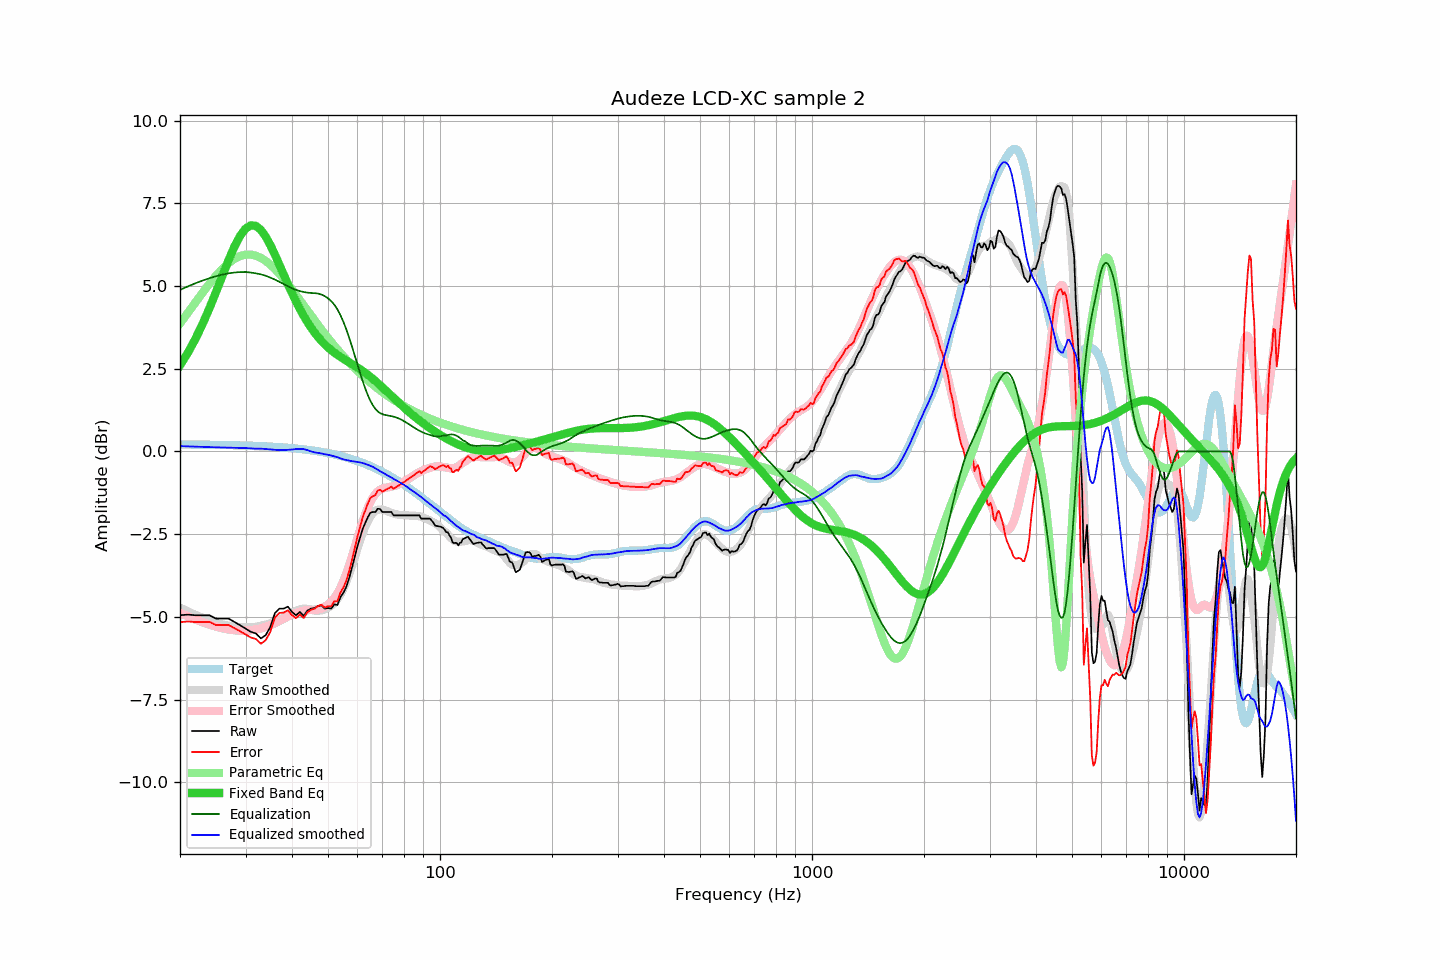 Audeze LCD-XC sample 2
10.0
7.5
5.0
2.5
0.0
−2.5
−5.0
−7.5
−10.0
Amplitude (dBr)
Target
Raw Smoothed
Error Smoothed
Raw
Error
Parametric Eq
Fixed Band Eq
Equalization
Equalized smoothed
100
1000
10000
Frequency (Hz)